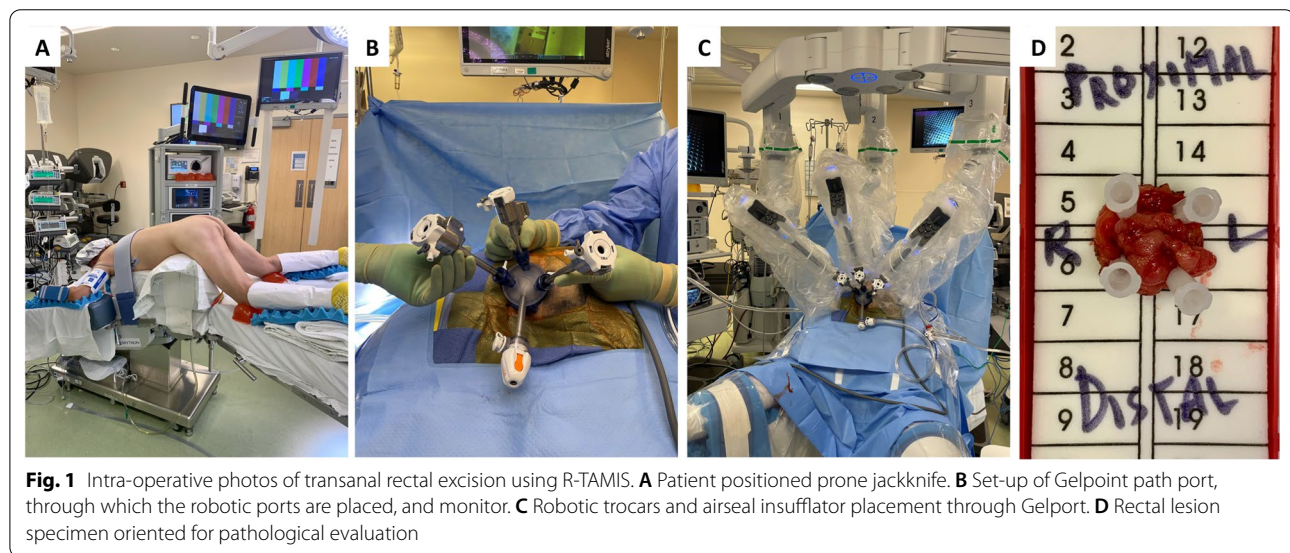 A
B
C
D
stryker
1
2
3
2 12
PROXIMAL
3 13
4 14
5
R L
6
7 17
8 18
DISTAL
9 19
Fig. 1 Intra-operative photos of transanal rectal excision using R-TAMIS. A Patient positioned prone jackknife. B Set-up of Gelpoint path port,
through which the robotic ports are placed, and monitor. C Robotic trocars and airseal insufflator placement through Gelport. D Rectal lesion
specimen oriented for pathological evaluation